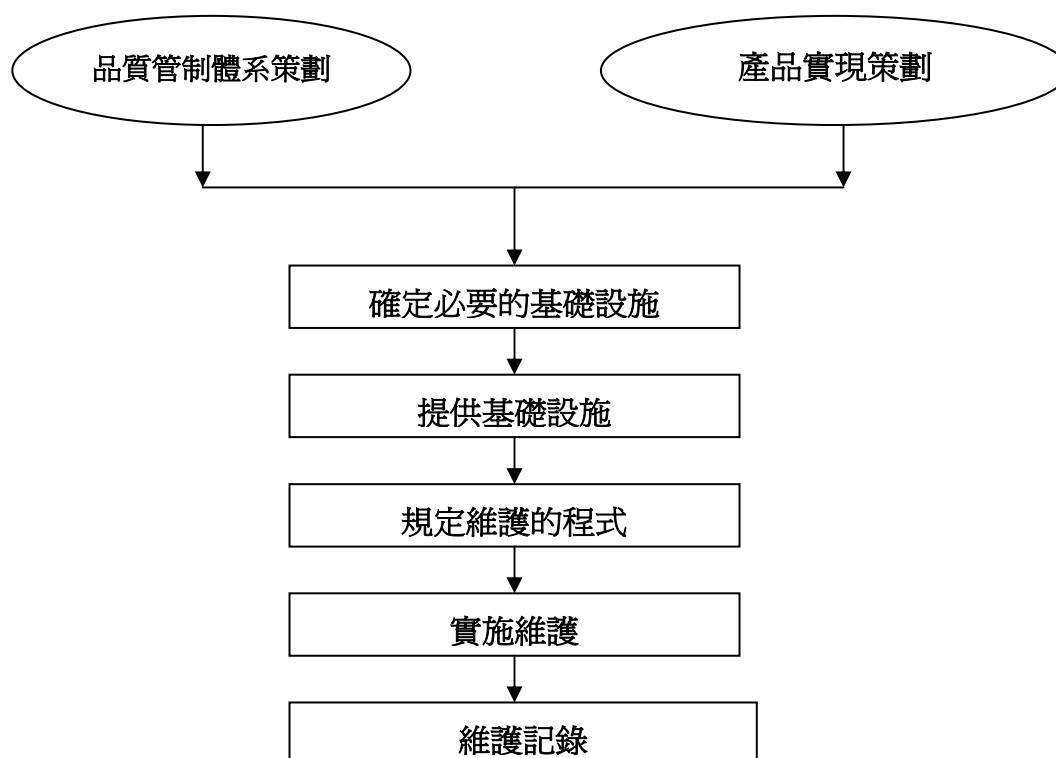 品質管制體系策劃
產品實現策劃
確定必要的基礎設施
提供基礎設施
規定維護的程式
實施維護
維護記錄